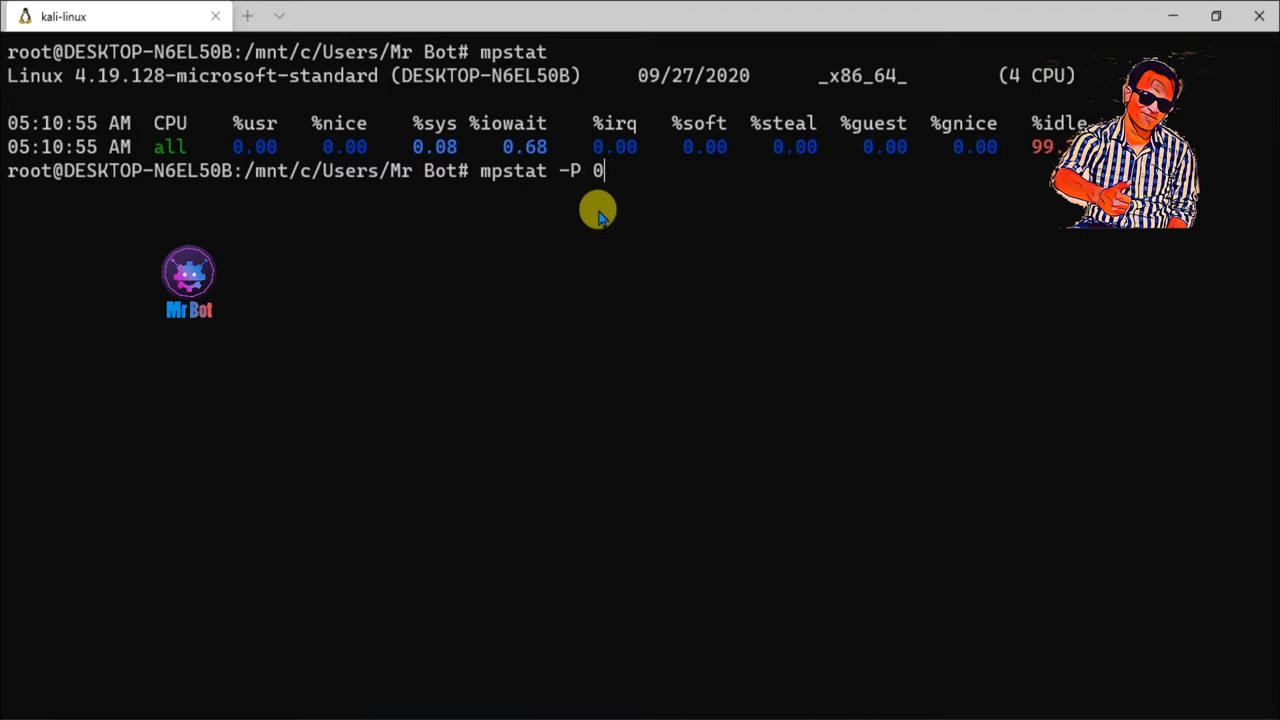 kali-linux
root@DESKTOP-N6EL50B:/mnt/c/Users/Mr Bot# mpstat
Linux 4.19.128-microsoft-standard (DESKTOP-N6EL50B) 09/27/2020 _x86_64_ (4 CPU)
05:10:55 AM CPU %usr %nice %sys %iowait %irq %soft %steal %guest %gnice %idle
05:10:55 AM all 0.00 0.00 0.08 0.68 0.00 0.00 0.00 0.00 0.00 99.
root@DESKTOP-N6EL50B:/mnt/c/Users/Mr Bot# mpstat -P 0
Mr Bot